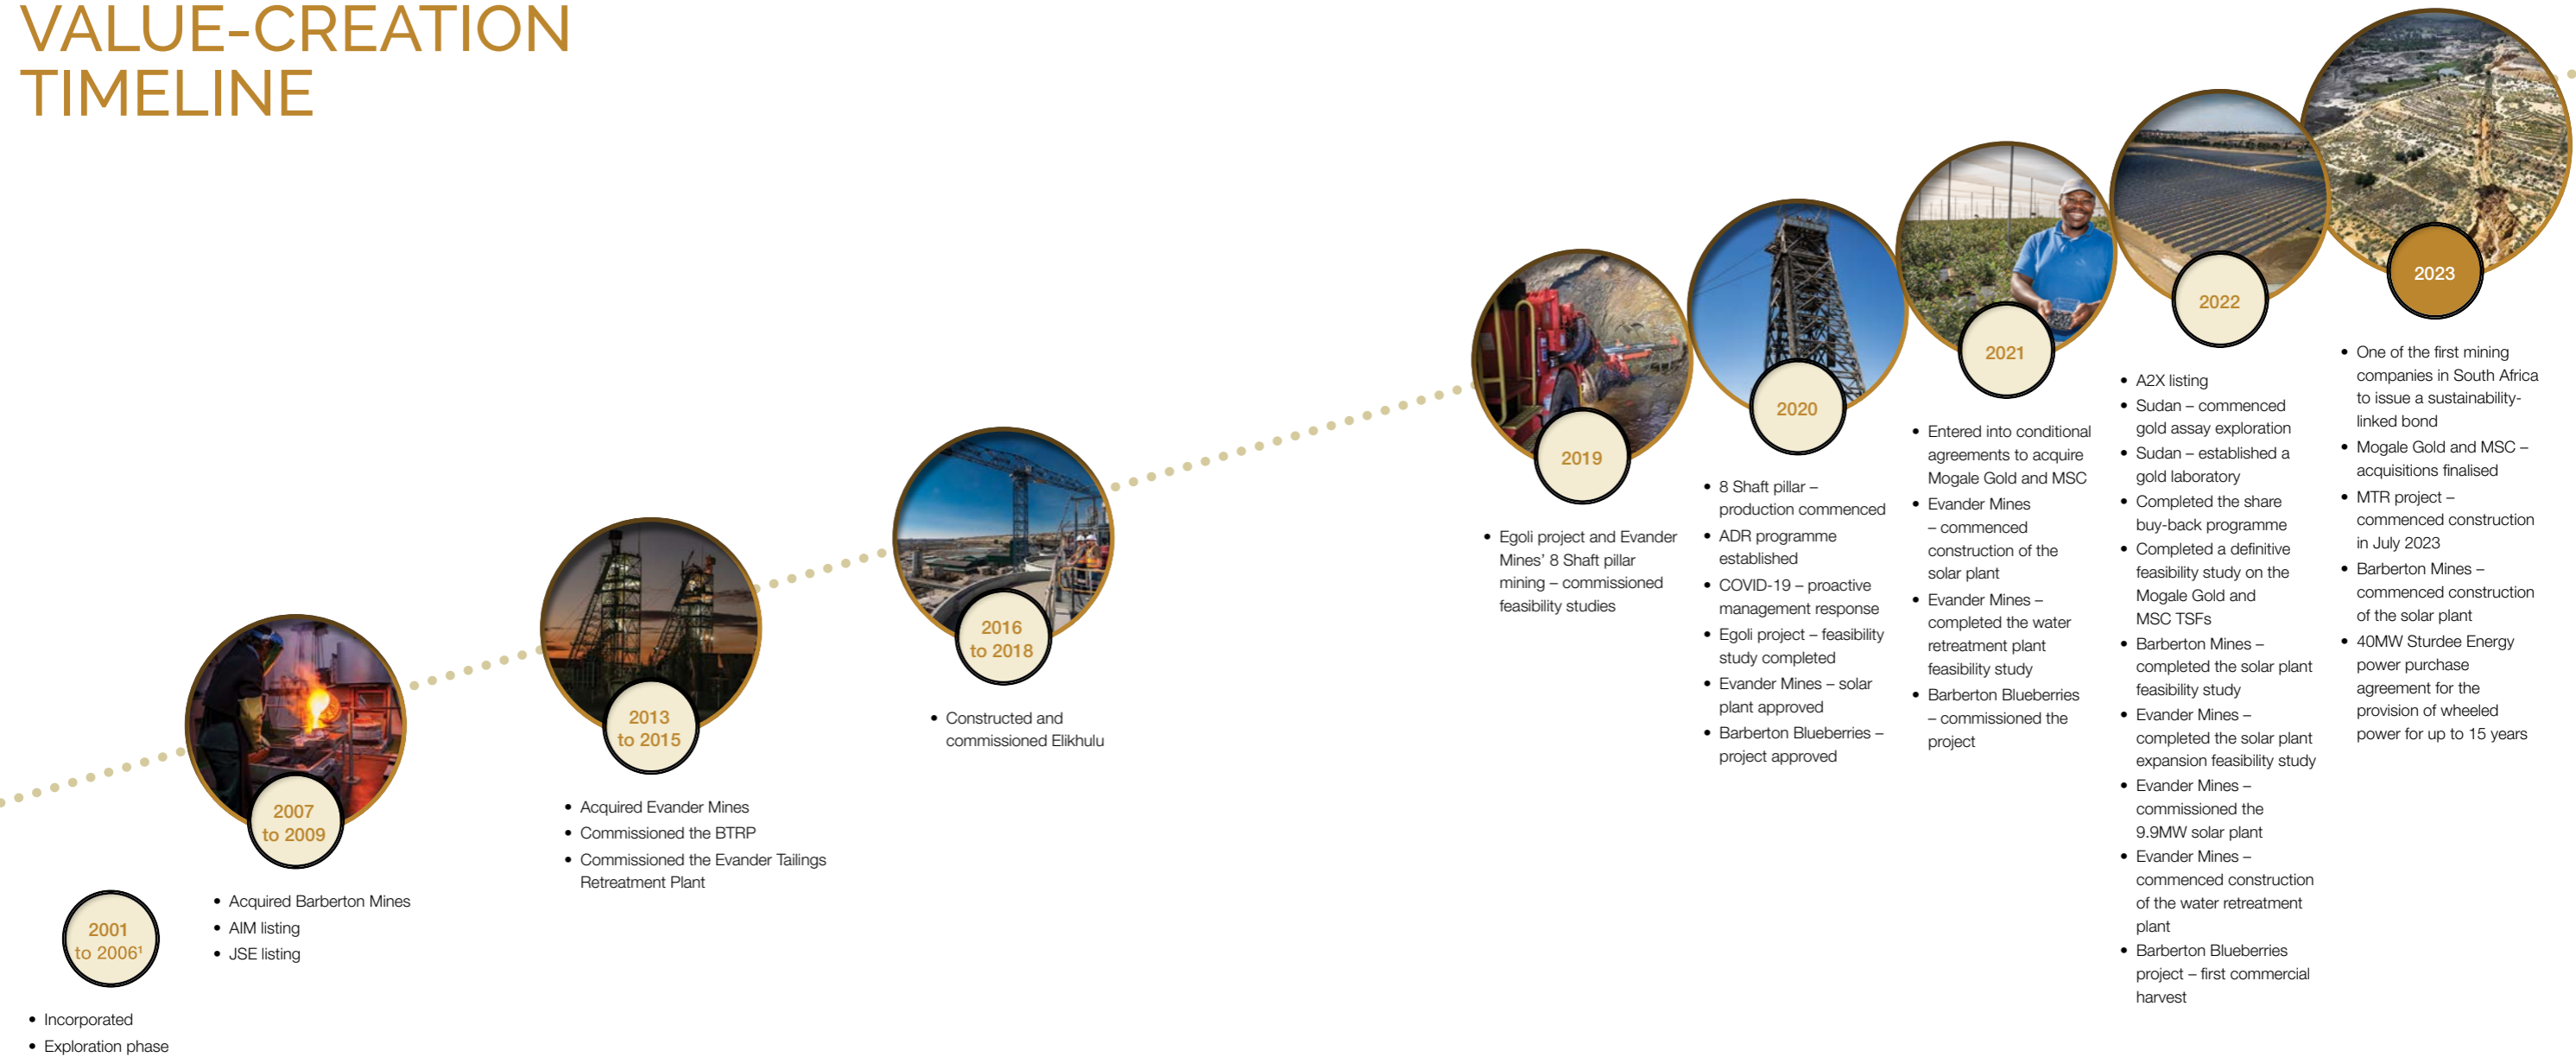 VALUE-CREATION
TIMELINE
2001
to 2006¹
• Incorporated
• Exploration phase
2007
to 2009
• Acquired Barberton Mines
• AIM listing
• JSE listing
2013
to 2015
• Acquired Evander Mines
• Commissioned the BTRP
• Commissioned the Evander Tailings
Retreatment Plant
2016
to 2018
• Constructed and
commissioned Elikhulu
2019
• Egoli project and Evander
Mines' 8 Shaft pillar
mining – commissioned
feasibility studies
2020
• 8 Shaft pillar –
production commenced
• ADR programme
established
• COVID-19 – proactive
management response
• Egoli project – feasibility
study completed
• Evander Mines – solar
plant approved
• Barberton Blueberries –
project approved
2021
• Entered into conditional
agreements to acquire
Mogale Gold and MSC
• Evander Mines
– commenced
construction of the
solar plant
• Evander Mines –
completed the water
retreatment plant
feasibility study
• Barberton Blueberries
– commissioned the
project
2022
• A2X listing
• Sudan – commenced
gold assay exploration
• Sudan – established a
gold laboratory
• Completed the share
buy-back programme
• Completed a definitive
feasibility study on the
Mogale Gold and
MSC TSFs
• Barberton Mines –
completed the solar plant
feasibility study
• Evander Mines –
completed the solar plant
expansion feasibility study
• Evander Mines –
commissioned the
9.9MW solar plant
• Evander Mines –
commenced construction
of the water retreatment
plant
• Barberton Blueberries
project – first commercial
harvest
2023
• One of the first mining
companies in South Africa
to issue a sustainability-
linked bond
• Mogale Gold and MSC –
acquisitions finalised
• MTR project –
commenced construction
in July 2023
• Barberton Mines –
commenced construction
of the solar plant
• 40MW Sturdee Energy
power purchase
agreement for the
provision of wheeled
power for up to 15 years